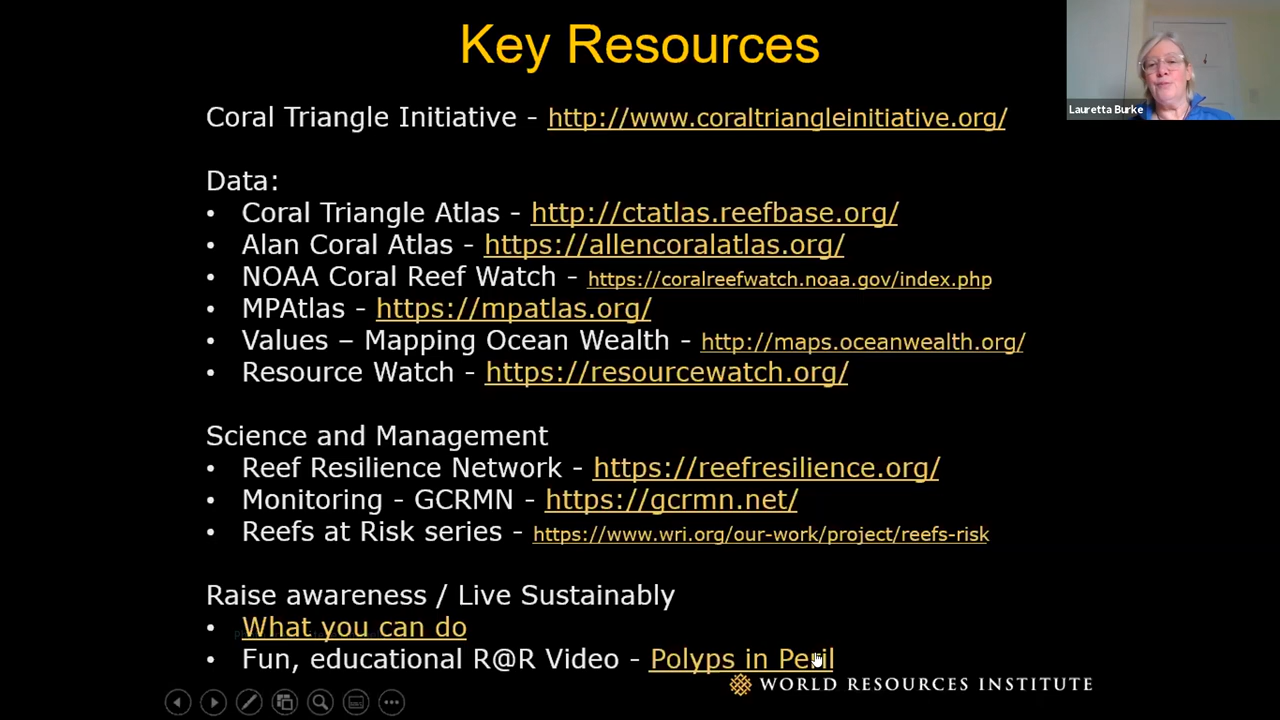 Key Resources
Lauretta Burke
Coral Triangle Initiative - http://www.coraltriangleinitiative.org/
Data:
• Coral Triangle Atlas - http://ctatlas.reefbase.org/
• Alan Coral Atlas - https://allencoralatlas.org/
• NOAA Coral Reef Watch - https://coralreefwatch.noaa.gov/index.php
• MPAtlas - https://mpatlas.org/
• Values – Mapping Ocean Wealth - http://maps.oceanwealth.org/
• Resource Watch - https://resourcewatch.org/
Science and Management
• Reef Resilience Network - https://reefresilience.org/
• Monitoring - GCRMN - https://gcrmn.net/
• Reefs at Risk series - https://www.wri.org/our-work/project/reefs-risk
Raise awareness / Live Sustainably
• What you can do
• Fun, educational R@R Video - Polyps in Peril
WORLD RESOURCES INSTITUTE